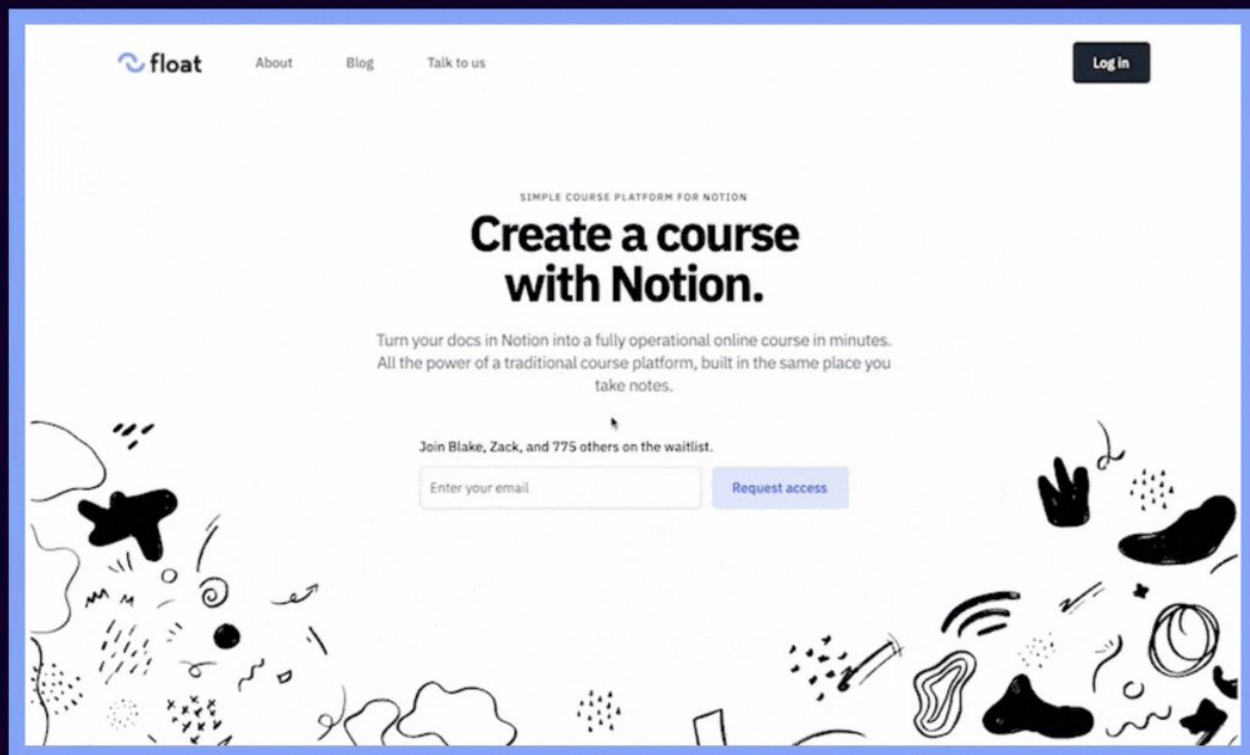 float
About
Blog
Talk to us
Log in
SIMPLE COURSE PLATFORM FOR NOTION
Create a course
with Notion.
Turn your docs in Notion into a fully operational online course in minutes.
All the power of a traditional course platform, built in the same place you
take notes.
Join Blake, Zack, and 775 others on the waitlist.
Enter your email
Request access